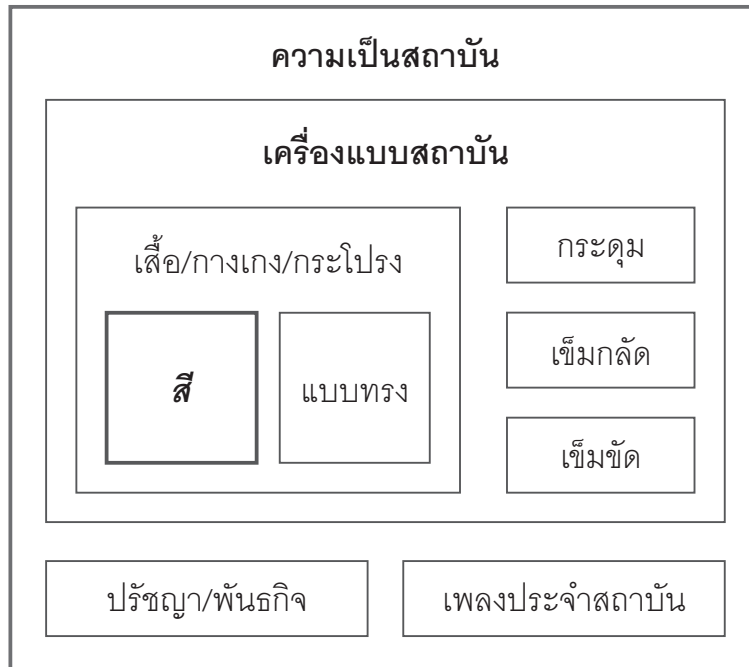 ความเป็นสถาบัน
เครื่องแบบสถาบัน
เสื้อ/กางเกง/กระโปรง
สี
แบบทรง
กระดุม
เข็มกลัด
เข็มขัด
ปรัชญา/พันธกิจ
เพลงประจำสถาบัน